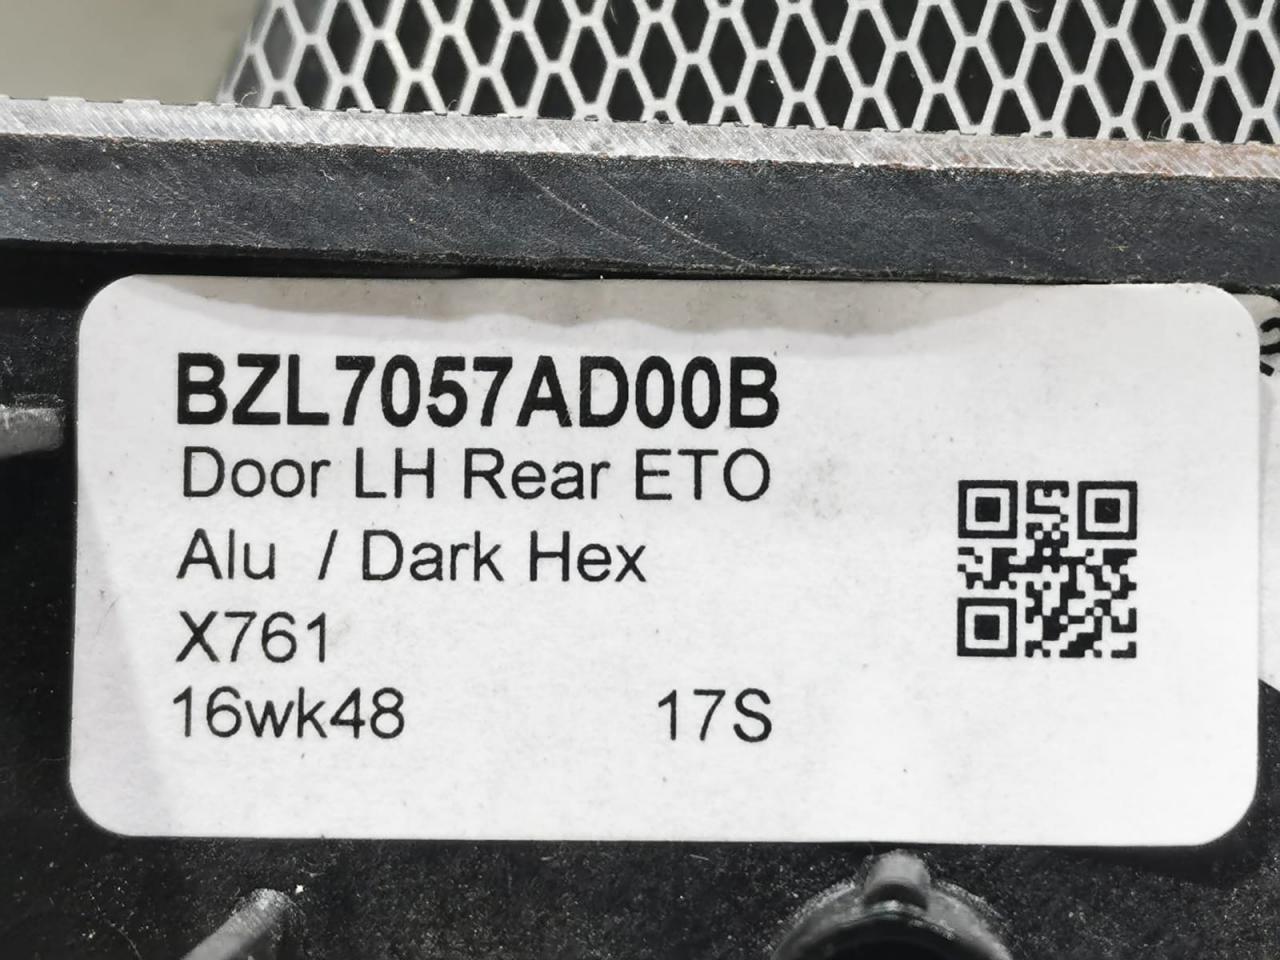 BZL7057AD00B
Door LH Rear ETO
Alu / Dark Hex
X761
16wk48 17S